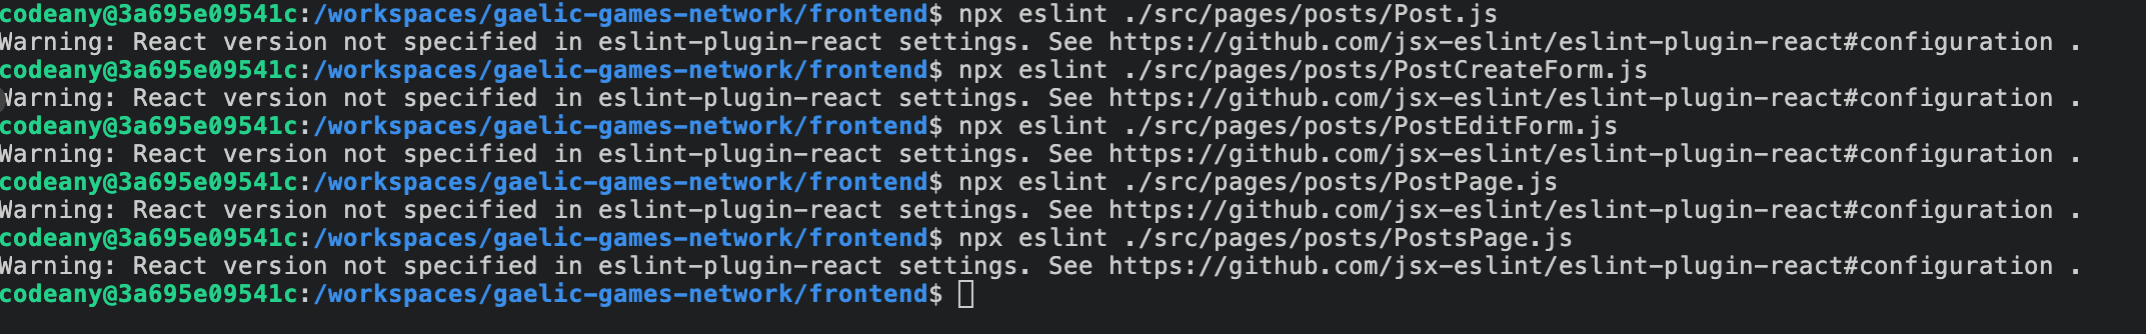 codeany@3a695e09541c:/workspaces/gaelic-games-network/frontend$ npx eslint ./src/pages/posts/Post.js
Warning: React version not specified in eslint-plugin-react settings. See https://github.com/jsx-eslint/eslint-plugin-react#configuration .
codeany@3a695e09541c:/workspaces/gaelic-games-network/frontend$ npx eslint ./src/pages/posts/PostCreateForm.js
Warning: React version not specified in eslint-plugin-react settings. See https://github.com/jsx-eslint/eslint-plugin-react#configuration .
codeany@3a695e09541c:/workspaces/gaelic-games-network/frontend$ npx eslint ./src/pages/posts/PostEditForm.js
Warning: React version not specified in eslint-plugin-react settings. See https://github.com/jsx-eslint/eslint-plugin-react#configuration .
codeany@3a695e09541c:/workspaces/gaelic-games-network/frontend$ npx eslint ./src/pages/posts/PostPage.js
Warning: React version not specified in eslint-plugin-react settings. See https://github.com/jsx-eslint/eslint-plugin-react#configuration .
codeany@3a695e09541c:/workspaces/gaelic-games-network/frontend$ npx eslint ./src/pages/posts/PostsPage.js
Warning: React version not specified in eslint-plugin-react settings. See https://github.com/jsx-eslint/eslint-plugin-react#configuration .
codeany@3a695e09541c:/workspaces/gaelic-games-network/frontend$